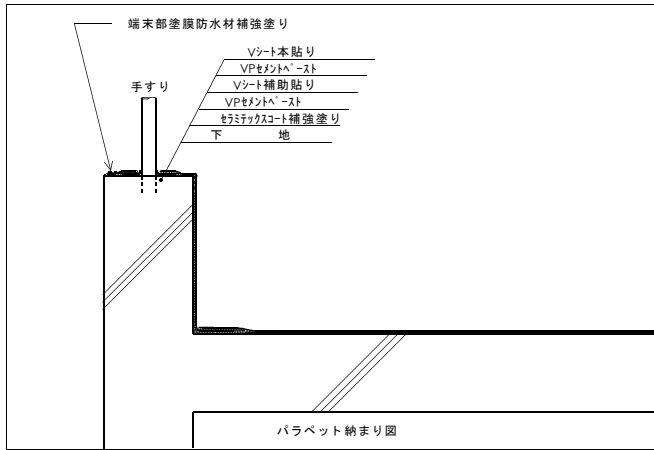 端末部塗膜防水材補強塗り
Vｼｰﾄ本貼り
VPｾﾒﾝﾄﾍﾟｰｽﾄ
手すり
Vｼｰﾄ補助貼り
VPｾﾒﾝﾄﾍﾟｰｽﾄ
ｾﾗﾐﾃｯｸｽｺｰﾄ補強塗り
下　地
パラペット納まり図